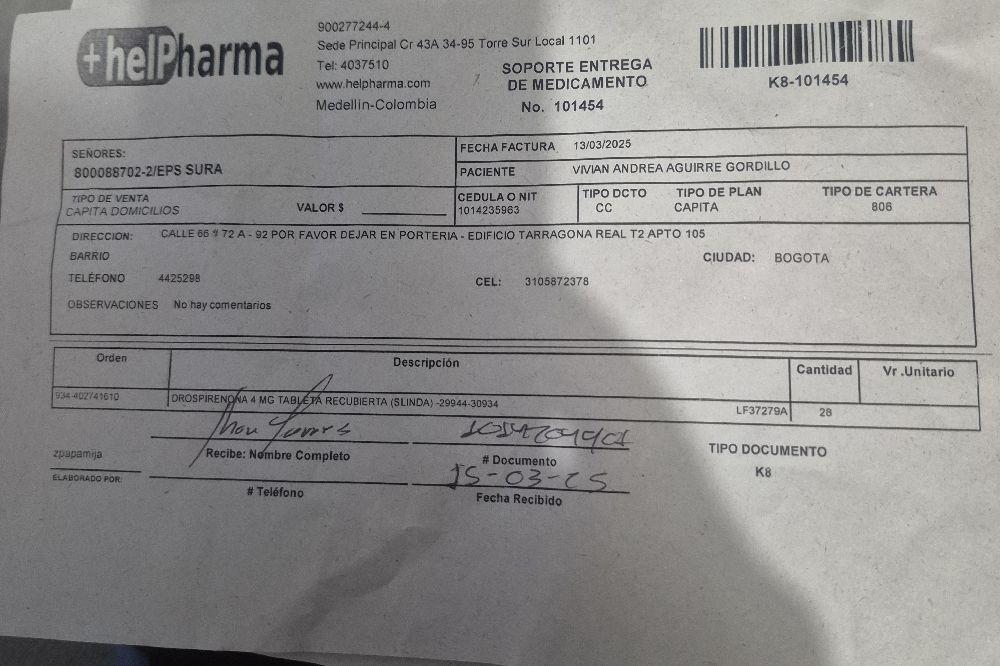 +helPharma
900277244-4
Sede Principal Cr 43A 34-95 Torre Sur Local 1101
Tel: 4037510
www.helpharma.com
Medellin-Colombia
SOPORTE ENTREGA
DE MEDICAMENTO
No. 101454
K8-101454
SEÑORES:
800088702-2/EPS SURA
FECHA FACTURA 13/03/2025
PACIENTE VIVIAN ANDREA AGUIRRE GORDILLO
TIPO DE VENTA
CAPITA DOMICILIOS
VALOR $
CEDULA O NIT
1014235963
TIPO DCTO
CC
TIPO DE PLAN
CAPITA
TIPO DE CARTERA
806
DIRECCION: CALLE 66 # 72 A - 92 POR FAVOR DEJAR EN PORTERIA - EDIFICIO TARRAGONA REAL T2 APTO 105
BARRIO
CIUDAD: BOGOTA
TELÉFONO 4425298
CEL: 3105872378
OBSERVACIONES No hay comentarios
Orden Descripción Cantidad Vr .Unitario
934-402741610 DROSPIRENONA 4 MG TABLETA RECUBIERTA (SLINDA) -29944-30934 LF37279A 28
Recibe: Nombre Completo
# Documento
TIPO DOCUMENTO
K8
zpapamija
ELABORADO POR:
# Teléfono
15-03-25
Fecha Recibido